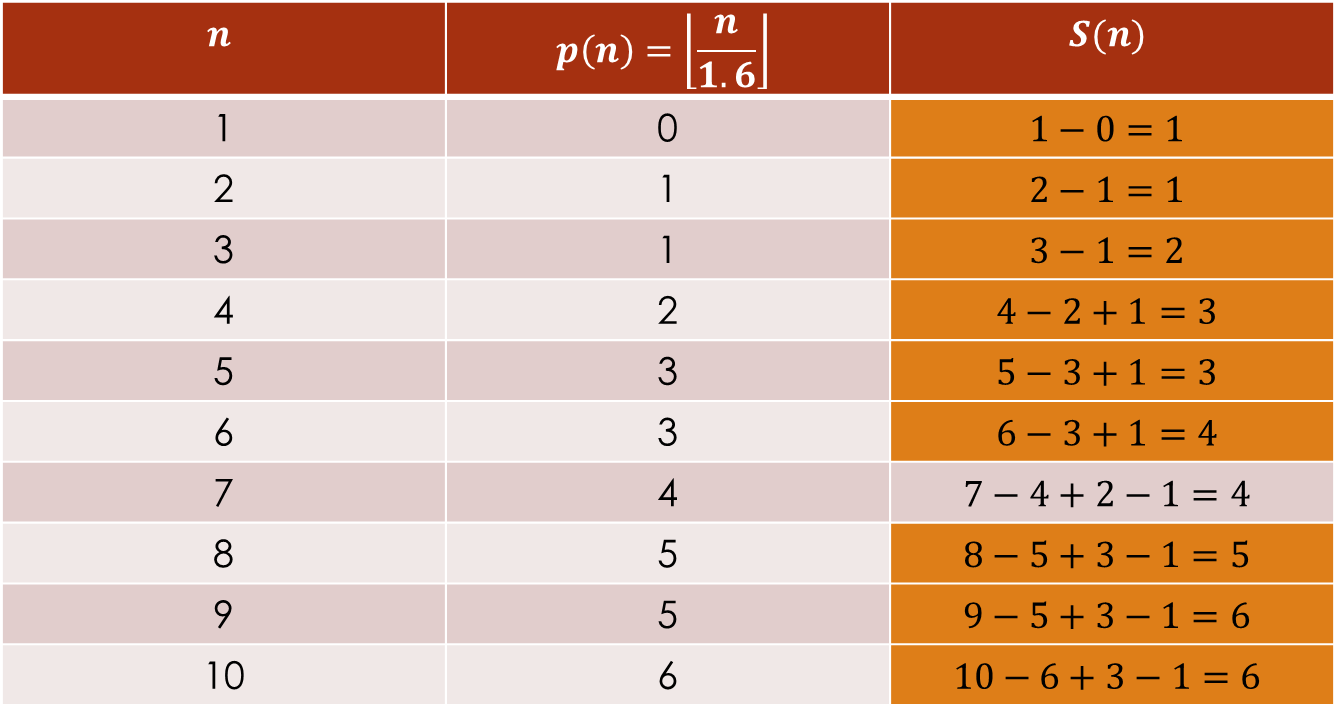 n p(n) = ⌊n/1.6⌋ S(n)
1 0 1 − 0 = 1
2 1 2 − 1 = 1
3 1 3 − 1 = 2
4 2 4 − 2 + 1 = 3
5 3 5 − 3 + 1 = 3
6 3 6 − 3 + 1 = 4
7 4 7 − 4 + 2 − 1 = 4
8 5 8 − 5 + 3 − 1 = 5
9 5 9 − 5 + 3 − 1 = 6
10 6 10 − 6 + 3 − 1 = 6